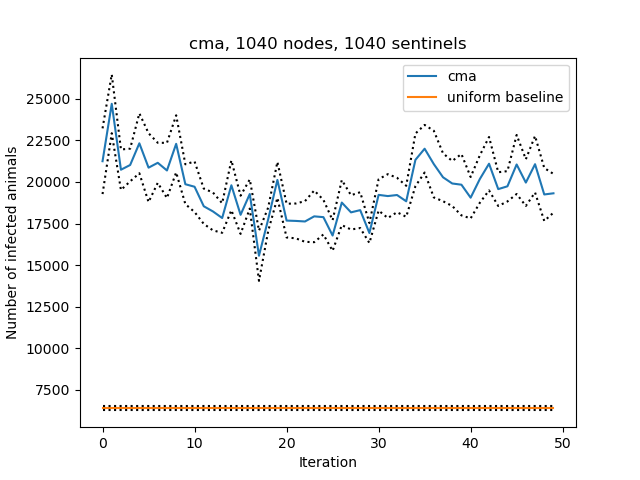 cma, 1040 nodes, 1040 sentinels
cma
uniform baseline
Number of infected animals
25000
22500
20000
17500
15000
12500
10000
7500
0 10 20 30 40 50
Iteration